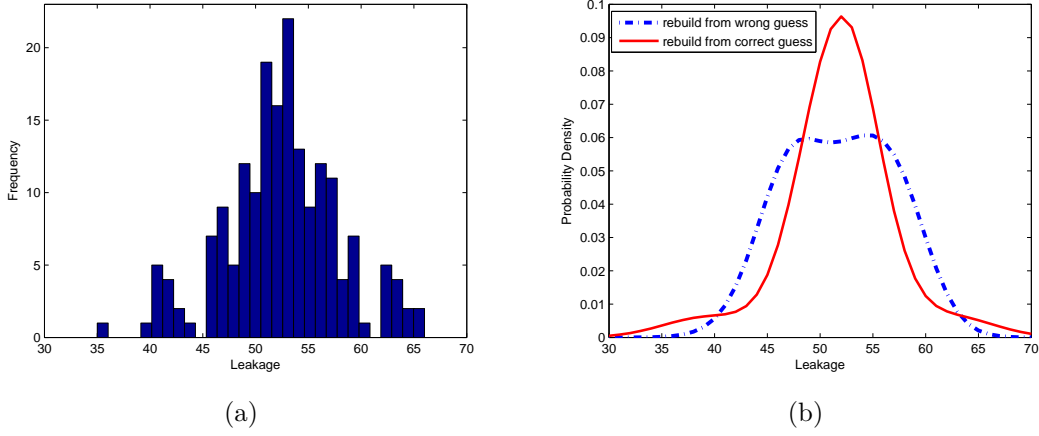 20
15
10
5
0
Frequency
30 35 40 45 50 55 60 65 70
Leakage
(a)
0.1
0.09
0.08
0.07
0.06
0.05
0.04
0.03
0.02
0.01
0
Probability Density
rebuild from wrong guess
rebuild from correct guess
30 35 40 45 50 55 60 65 70
Leakage
(b)